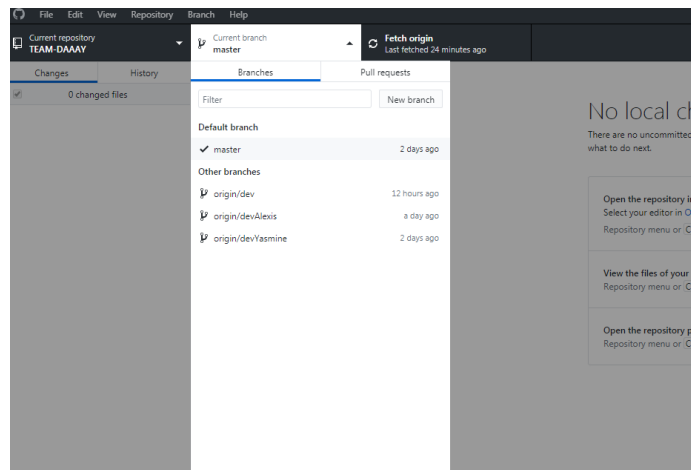 File Edit View Repository Branch Help
Current repository
TEAM-DAAAY
Current branch
master
Fetch origin
Last fetched 24 minutes ago
Changes History
0 changed files
Branches Pull requests
Filter New branch
Default branch
master 2 days ago
Other branches
origin/dev 12 hours ago
origin/devAlexis a day ago
origin/devYasmine 2 days ago
No local c
There are no uncommitted
what to do next.
Open the repository i
Select your editor in O
Repository menu or C
View the files of your
Repository menu or C
Open the repository p
Repository menu or C